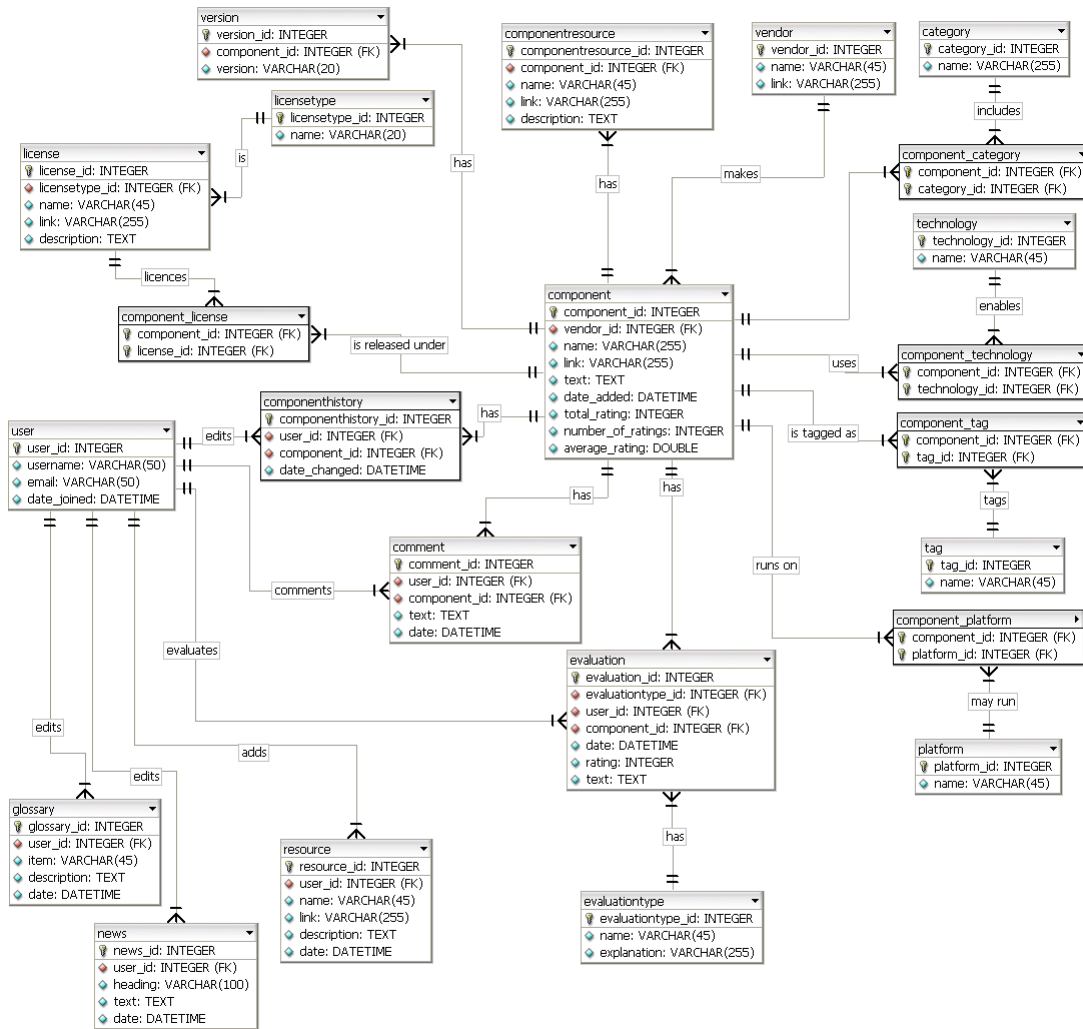 version
version_id: INTEGER
component_id: INTEGER (FK)
version: VARCHAR(20)
licensetype
licensetype_id: INTEGER
name: VARCHAR(20)
license
license_id: INTEGER
licensetype_id: INTEGER (FK)
name: VARCHAR(45)
link: VARCHAR(255)
description: TEXT
is
has
componentresource
componentresource_id: INTEGER
component_id: INTEGER (FK)
name: VARCHAR(45)
link: VARCHAR(255)
description: TEXT
has
vendor
vendor_id: INTEGER
name: VARCHAR(45)
link: VARCHAR(255)
makes
category
category_id: INTEGER
name: VARCHAR(255)
includes
component_category
component_id: INTEGER (FK)
category_id: INTEGER (FK)
technology
technology_id: INTEGER
name: VARCHAR(45)
enables
component_technology
component_id: INTEGER (FK)
technology_id: INTEGER (FK)
uses
licences
component_license
component_id: INTEGER (FK)
license_id: INTEGER (FK)
is released under
component
component_id: INTEGER
vendor_id: INTEGER (FK)
name: VARCHAR(255)
link: VARCHAR(255)
text: TEXT
date_added: DATETIME
total_rating: INTEGER
number_of_ratings: INTEGER
average_rating: DOUBLE
component_tag
component_id: INTEGER (FK)
tag_id: INTEGER (FK)
is tagged as
tags
tag
tag_id: INTEGER
name: VARCHAR(45)
componenthistory
componenthistory_id: INTEGER
user_id: INTEGER (FK)
component_id: INTEGER (FK)
date_changed: DATETIME
has
edits
user
user_id: INTEGER
username: VARCHAR(50)
email: VARCHAR(50)
date_joined: DATETIME
has
has
comment
comment_id: INTEGER
user_id: INTEGER (FK)
component_id: INTEGER (FK)
text: TEXT
date: DATETIME
comments
runs on
component_platform
component_id: INTEGER (FK)
platform_id: INTEGER (FK)
may run
platform
platform_id: INTEGER
name: VARCHAR(45)
evaluates
evaluation
evaluation_id: INTEGER
evaluationtype_id: INTEGER (FK)
user_id: INTEGER (FK)
component_id: INTEGER (FK)
date: DATETIME
rating: INTEGER
text: TEXT
has
evaluationtype
evaluationtype_id: INTEGER
name: VARCHAR(45)
explanation: VARCHAR(255)
edits
edits
adds
glossary
glossary_id: INTEGER
user_id: INTEGER (FK)
item: VARCHAR(45)
description: TEXT
date: DATETIME
resource
resource_id: INTEGER
user_id: INTEGER (FK)
name: VARCHAR(45)
link: VARCHAR(255)
description: TEXT
date: DATETIME
news
news_id: INTEGER
user_id: INTEGER (FK)
heading: VARCHAR(100)
text: TEXT
date: DATETIME